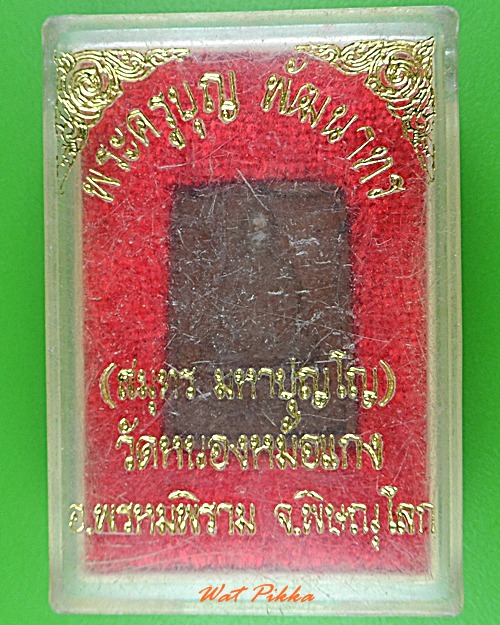 พระครูบุญ พัฒนาทร
(สมุทร มหาปุญโญ)
วัดหนองหม้อแกง
อ.พรหมพิราม จ.พิษณุโลก
Wat Pikka